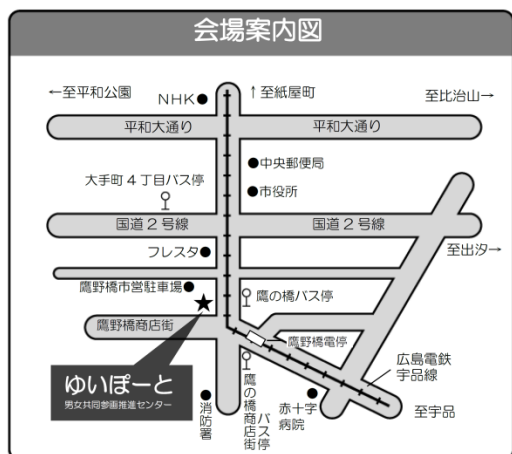 会場案内図
←至平和公園
NHK
↑至紙屋町
至比治山→
平和大通り
平和大通り
中央郵便局
大手町4丁目バス停
市役所
国道2号線
国道2号線
フレスタ
至出汐→
鷹野橋市営駐車場
鷹の橋バス停
鷹野橋商店街
鷹野橋電停
広島電鉄
宇品線
ゆいぽーと
男女共同参画推進センター
消防署
鷹の橋商店街
バス停
赤十字
病院
至宇品